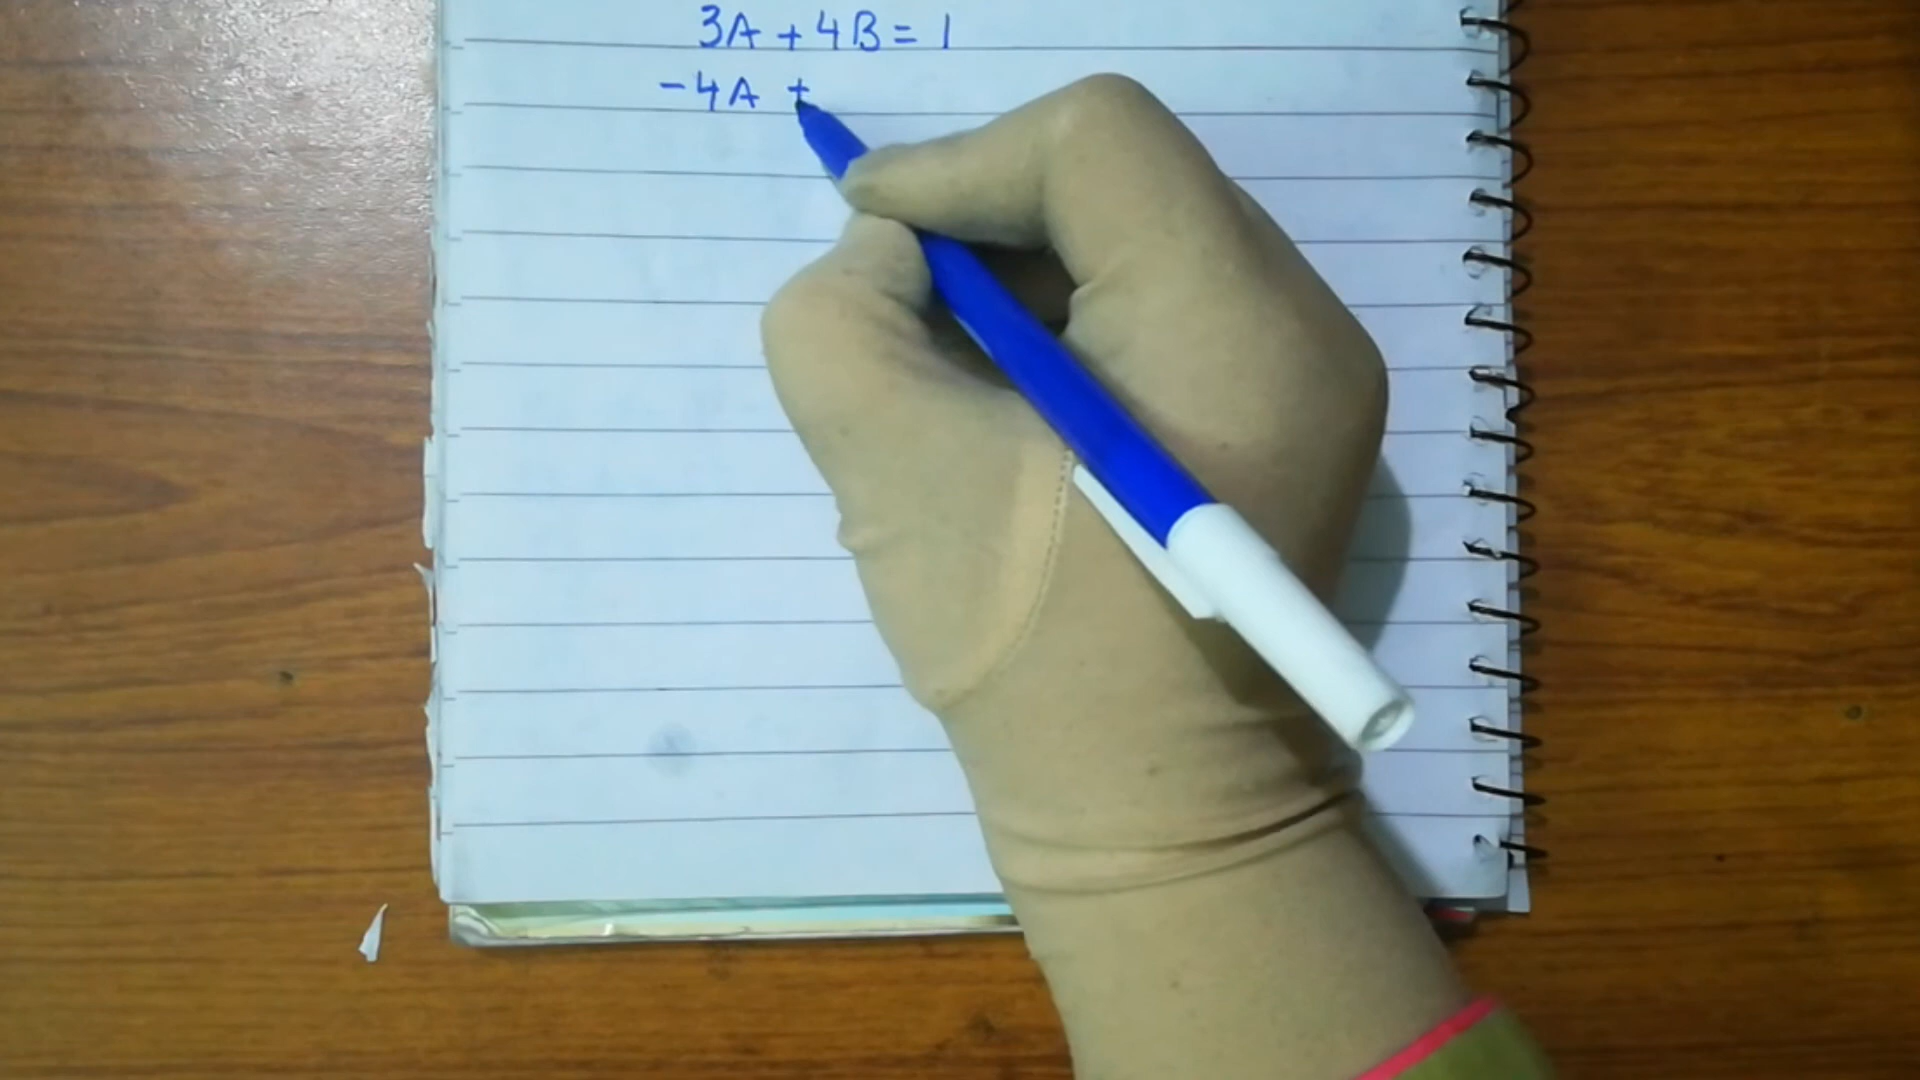 3A + 4B = 1
-4A +